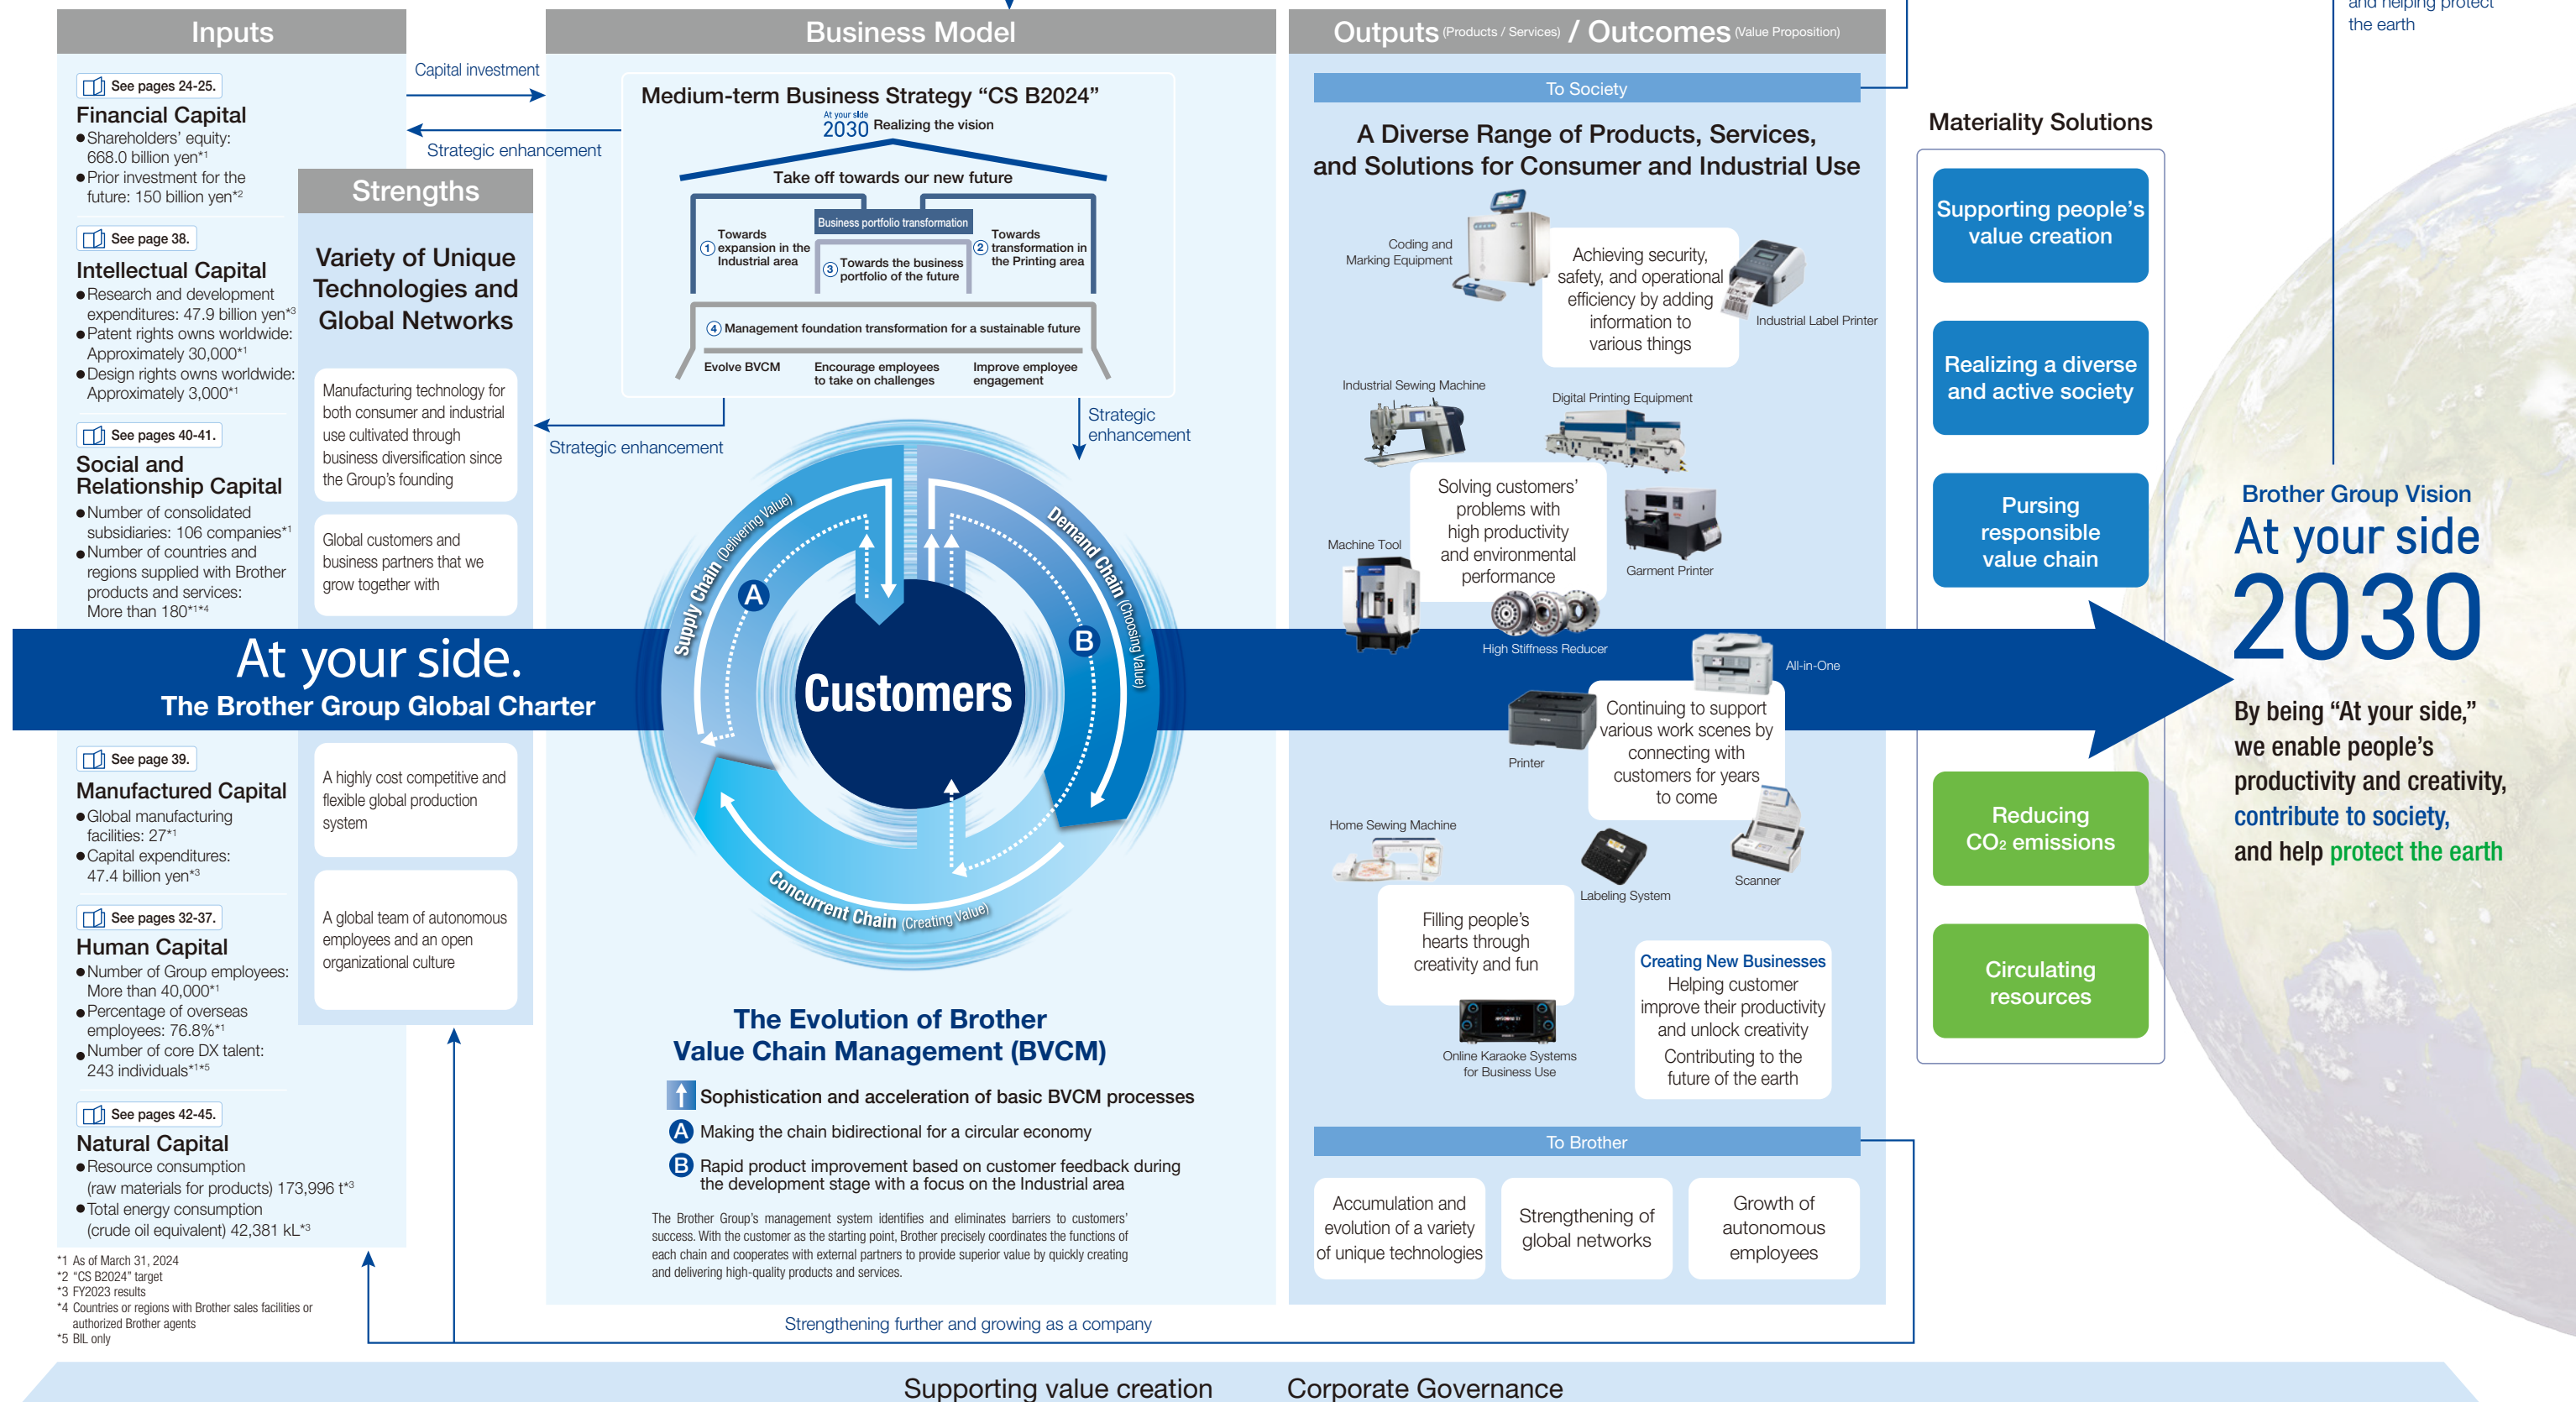 and helping protect
the earth
Inputs
See pages 24-25.
Financial Capital
●Shareholders' equity:
668.0 billion yen*1
●Prior investment for the
future: 150 billion yen*2
See page 38.
Intellectual Capital
●Research and development
expenditures: 47.9 billion yen*3
●Patent rights owns worldwide:
Approximately 30,000*1
●Design rights owns worldwide:
Approximately 3,000*1
See pages 40-41.
Social and
Relationship Capital
●Number of consolidated
subsidiaries: 106 companies*1
●Number of countries and
regions supplied with Brother
products and services:
More than 180*1*4
At your side.
The Brother Group Global Charter
See page 39.
Manufactured Capital
●Global manufacturing
facilities: 27*1
●Capital expenditures:
47.4 billion yen*3
See pages 32-37.
Human Capital
●Number of Group employees:
More than 40,000*1
●Percentage of overseas
employees: 76.8%*1
●Number of core DX talent:
243 individuals*1*5
See pages 42-45.
Natural Capital
●Resource consumption
(raw materials for products) 173,996 t*3
●Total energy consumption
(crude oil equivalent) 42,381 kL*3
*1 As of March 31, 2024
*2 "CS B2024" target
*3 FY2023 results
*4 Countries or regions with Brother sales facilities or
authorized Brother agents
*5 BIL only
Strengths
Variety of Unique
Technologies and
Global Networks
Manufacturing technology for
both consumer and industrial
use cultivated through
business diversification since
the Group's founding
Global customers and
business partners that we
grow together with
A highly cost competitive and
flexible global production
system
A global team of autonomous
employees and an open
organizational culture
Capital investment
Strategic enhancement
Business Model
Medium-term Business Strategy "CS B2024"
At your side
2030 Realizing the vision
Take off towards our new future
Business portfolio transformation
① Towards
expansion in the
Industrial area
② Towards
transformation in
the Printing area
③ Towards the business
portfolio of the future
④ Management foundation transformation for a sustainable future
Evolve BVCM
Encourage employees
to take on challenges
Improve employee
engagement
Strategic enhancement
Strategic
enhancement
Supply Chain (Delivering Value)
A
Demand Chain (Choosing Value)
B
Customers
Concurrent Chain (Creating Value)
The Evolution of Brother
Value Chain Management (BVCM)
Sophistication and acceleration of basic BVCM processes
A Making the chain bidirectional for a circular economy
B Rapid product improvement based on customer feedback during
the development stage with a focus on the Industrial area
The Brother Group's management system identifies and eliminates barriers to customers'
success. With the customer as the starting point, Brother precisely coordinates the functions of
each chain and cooperates with external partners to provide superior value by quickly creating
and delivering high-quality products and services.
Outputs (Products / Services) / Outcomes (Value Proposition)
To Society
A Diverse Range of Products, Services,
and Solutions for Consumer and Industrial Use
Coding and
Marking Equipment
Achieving security,
safety, and operational
efficiency by adding
information to
various things
Industrial Label Printer
Industrial Sewing Machine
Digital Printing Equipment
Solving customers'
problems with
high productivity
and environmental
performance
Machine Tool
Garment Printer
High Stiffness Reducer
All-in-One
Printer
Continuing to support
various work scenes by
connecting with
customers for years
to come
Home Sewing Machine
Labeling System
Scanner
Filling people's
hearts through
creativity and fun
Online Karaoke Systems
for Business Use
Creating New Businesses
Helping customer
improve their productivity
and unlock creativity
Contributing to the
future of the earth
To Brother
Accumulation and
evolution of a variety
of unique technologies
Strengthening of
global networks
Growth of
autonomous
employees
Strengthening further and growing as a company
Materiality Solutions
Supporting people's
value creation
Realizing a diverse
and active society
Pursing
responsible
value chain
Reducing
CO₂ emissions
Circulating
resources
Brother Group Vision
At your side
2030
By being "At your side,"
we enable people's
productivity and creativity,
contribute to society,
and help protect the earth
Supporting value creation
Corporate Governance